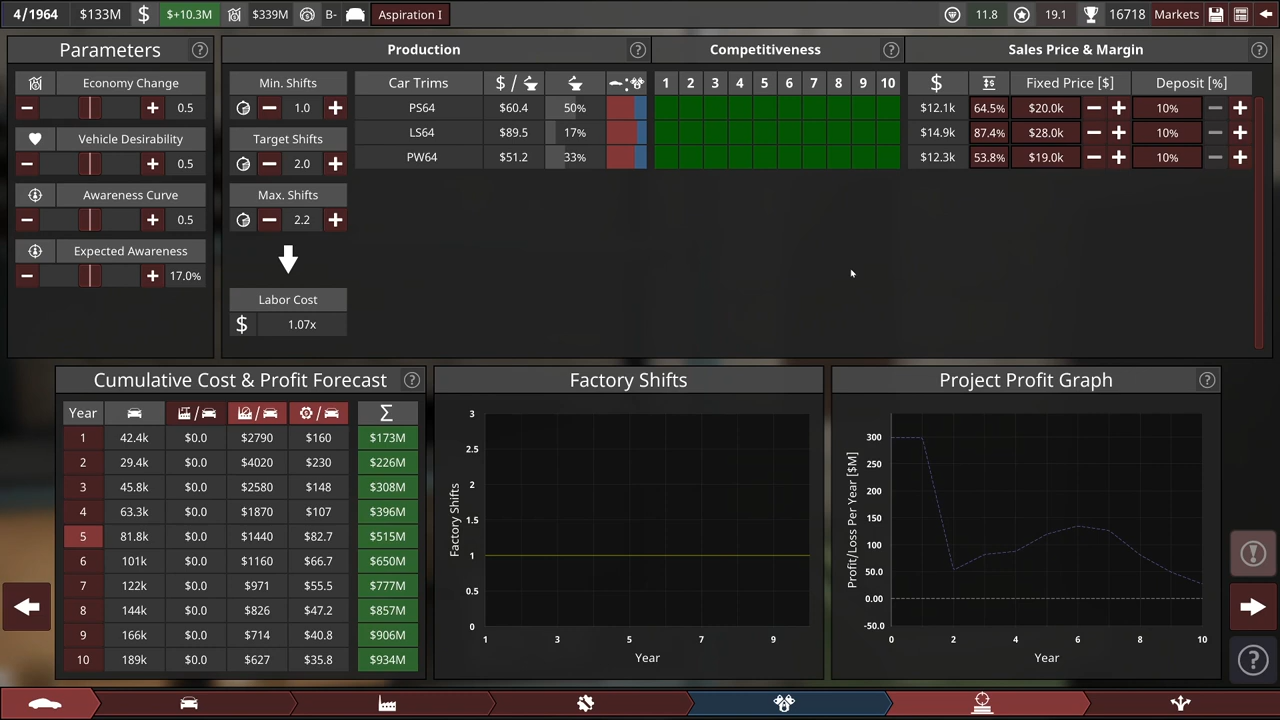 4/1964 $133M $+10.3M $339M B- Aspiration I 11.8 19.1 16718 Markets
Parameters
Economy Change
0.5
Vehicle Desirability
0.5
Awareness Curve
0.5
Expected Awareness
17.0%
Production
Min. Shifts
1.0
Target Shifts
2.0
Max. Shifts
2.2
Labor Cost
$ 1.07x
Car Trims $ /
PS64 $60.4 50%
LS64 $89.5 17%
PW64 $51.2 33%
Competitiveness
1 2 3 4 5 6 7 8 9 10
Sales Price & Margin
$ Fixed Price [$] Deposit [%]
$12.1k 64.5% $20.0k 10%
$14.9k 87.4% $28.0k 10%
$12.3k 53.8% $19.0k 10%
Cumulative Cost & Profit Forecast
Year / / / Σ
1 42.4k $0.0 $2790 $160 $173M
2 29.4k $0.0 $4020 $230 $226M
3 45.8k $0.0 $2580 $148 $308M
4 63.3k $0.0 $1870 $107 $396M
5 81.8k $0.0 $1440 $82.7 $515M
6 101k $0.0 $1160 $66.7 $650M
7 122k $0.0 $971 $55.5 $777M
8 144k $0.0 $826 $47.2 $857M
9 166k $0.0 $714 $40.8 $906M
10 189k $0.0 $627 $35.8 $934M
Factory Shifts
Factory Shifts
3
2.5
2
1.5
1
0.5
0
1 3 5 7 9
Year
Project Profit Graph
Profit/Loss Per Year [$M]
300
250
200
150
100
50.0
0.00
-50.0
0 2 4 6 8 10
Year